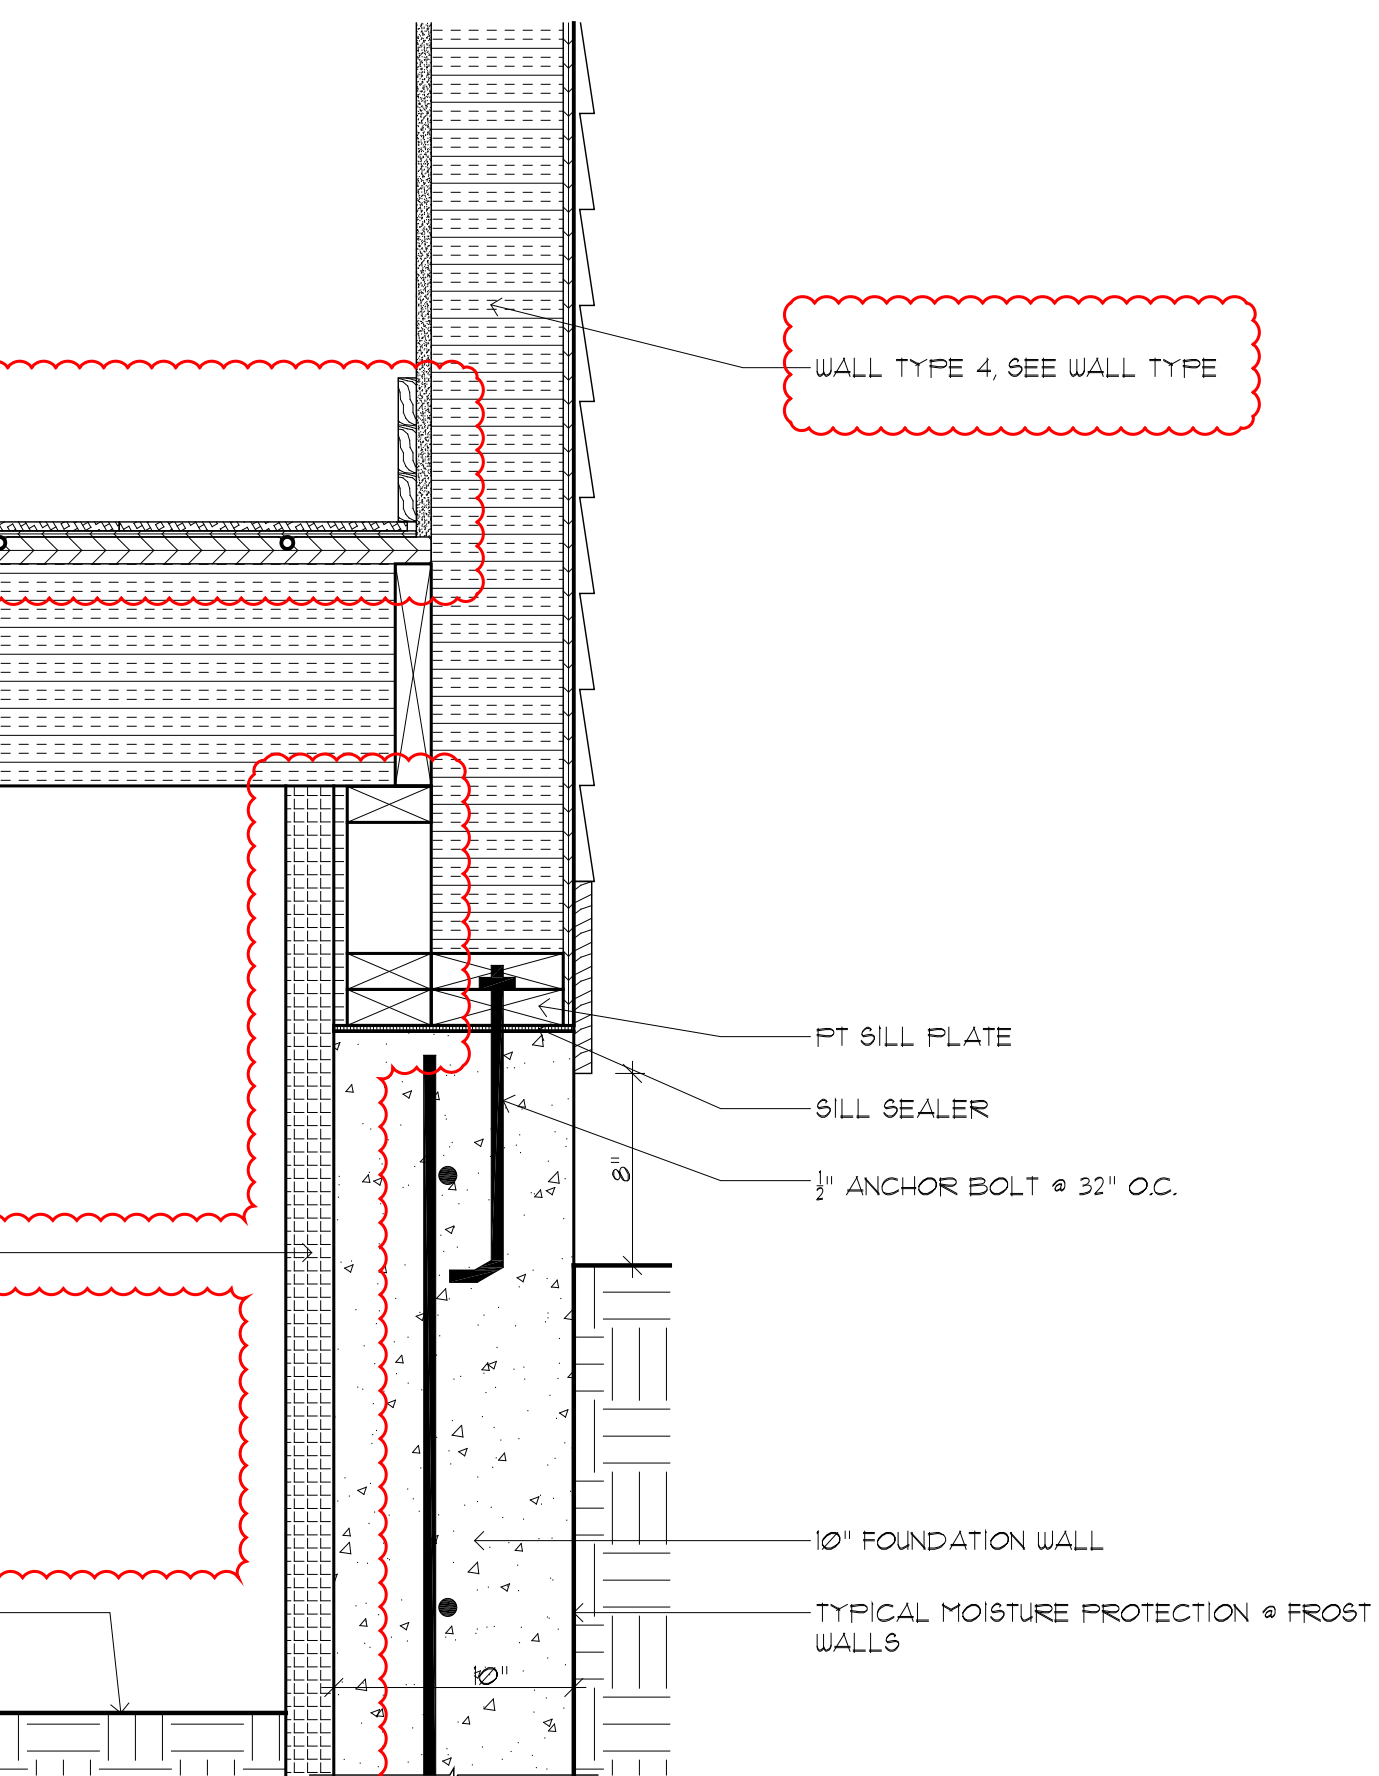 WALL TYPE 4, SEE WALL TYPE
PT SILL PLATE
SILL SEALER
8"
1/2" ANCHOR BOLT @ 32" O.C.
10" FOUNDATION WALL
TYPICAL MOISTURE PROTECTION @ FROST
WALLS
10"